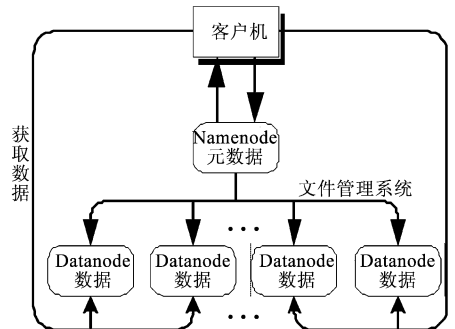 客户机
Namenode
元数据
获取数据
文件管理系统
...
Datanode
数据
Datanode
数据
Datanode
数据
Datanode
数据
...